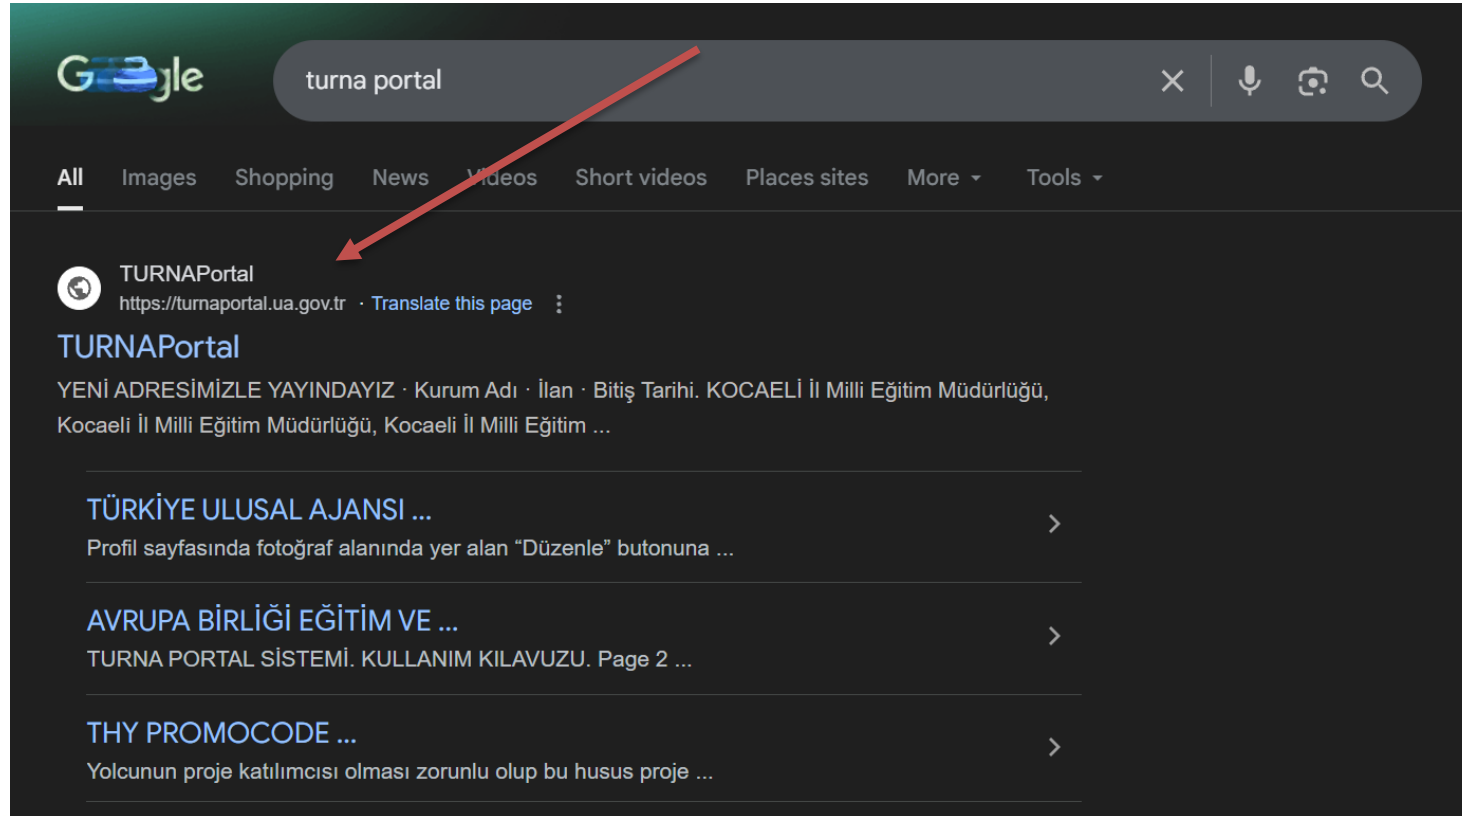 Google
turna portal
All Images Shopping News Videos Short videos Places sites More Tools
TURNAPortal
https://turnaportal.ua.gov.tr · Translate this page
TURNAPortal
YENİ ADRESİMİZLE YAYINDAYIZ · Kurum Adı · İlan · Bitiş Tarihi. KOCAELİ İl Milli Eğitim Müdürlüğü,
Kocaeli İl Milli Eğitim Müdürlüğü, Kocaeli İl Milli Eğitim ...
TÜRKİYE ULUSAL AJANSI ...
Profil sayfasında fotoğraf alanında yer alan “Düzenle” butonuna ...
AVRUPA BİRLİĞİ EĞİTİM VE ...
TURNA PORTAL SİSTEMİ. KULLANIM KILAVUZU. Page 2 ...
THY PROMOCODE ...
Yolcunun proje katılımcısı olması zorunlu olup bu husus proje ...